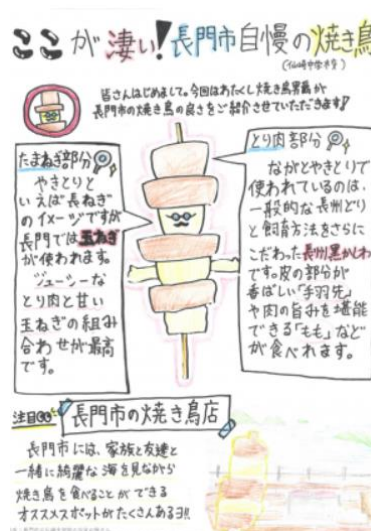 ここが凄い!長門市自慢の焼き鳥
(仙崎中学校)
皆さんはじめまして。今回はわたくし焼き鳥男爵が
長門市の焼き鳥の良さをご紹介させていただきます!
たまねぎ部分
やきとりと
いえば長ねぎ
のイメージですが
長門では玉ねぎ
が使われます。
ジューシーな
とり肉と甘い
玉ねぎの組み
合わせが最高
です。
とり肉部分
ながとやきとりで
使われているのは、
一般的な長州どり
と飼育方法をさらに
こだわった長州黒かしわ
です。皮の部分が
香ばしい「手羽先」
や肉の旨みを堪能
できる「もも」など
が食べれます。
注目
長門市の焼き鳥店
長門市には、家族と友達と
一緒に綺麗な海を見ながら
焼き鳥を食べることができる
オススメスポットがたくさんあるヨ!!